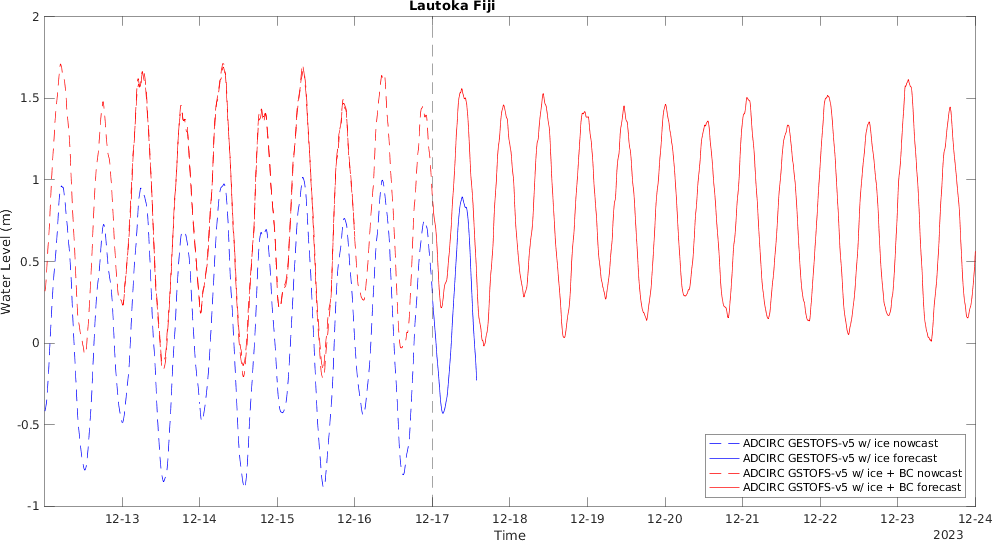 Lautoka Fiji
Water Level (m)
2
1.5
1
0.5
0
-0.5
-1
ADCIRC GESTOFS-v5 w/ ice nowcast
ADCIRC GESTOFS-v5 w/ ice forecast
ADCIRC GSTOFS-v5 w/ ice + BC nowcast
ADCIRC GSTOFS-v5 w/ ice + BC forecast
12-13 12-14 12-15 12-16 12-17 12-18 12-19 12-20 12-21 12-22 12-23 12-24
Time
2023